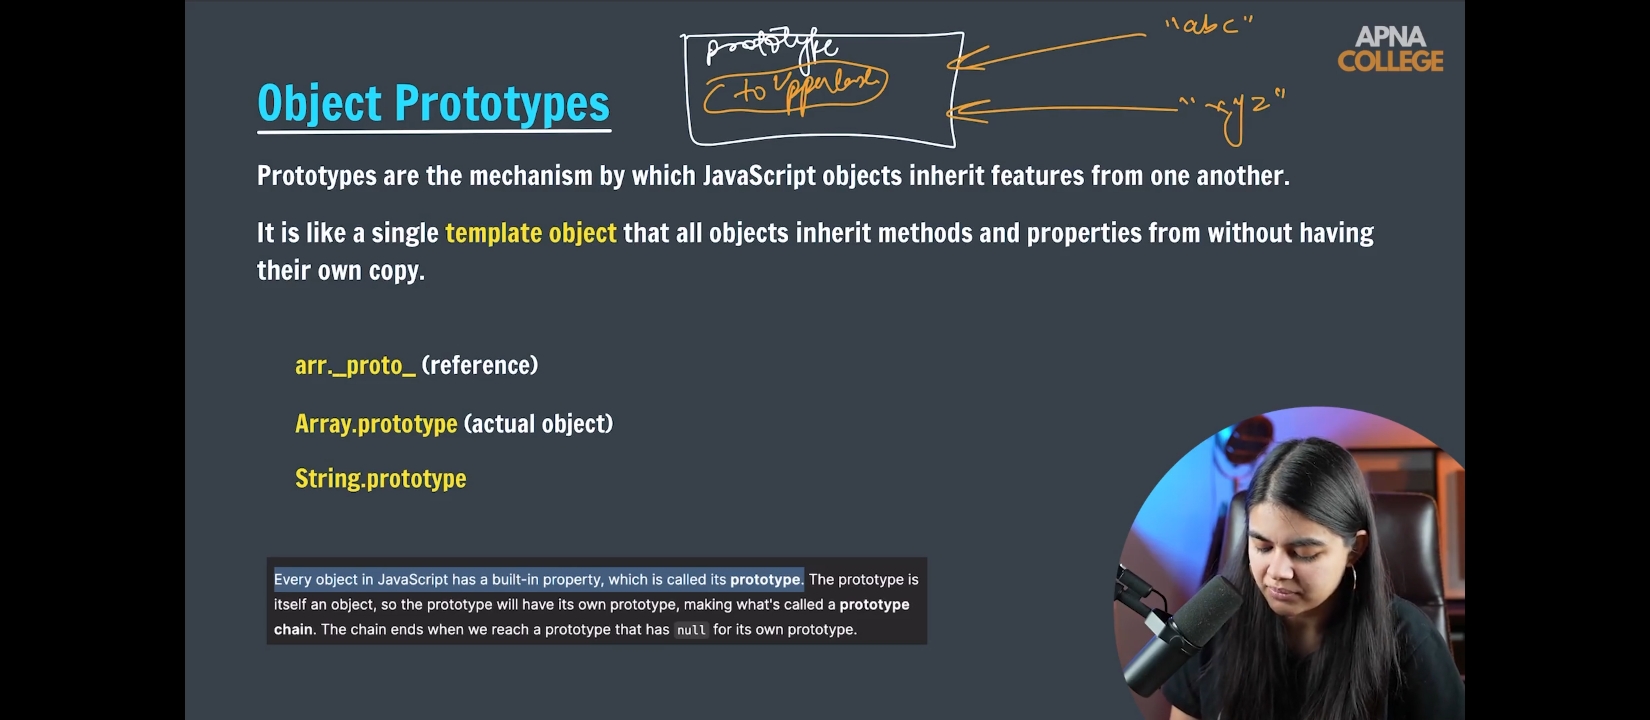 prototype
toUpperCase
"abc"
"xyz"
APNA
COLLEGE
Object Prototypes
Prototypes are the mechanism by which JavaScript objects inherit features from one another.
It is like a single template object that all objects inherit methods and properties from without having
their own copy.
arr._proto_ (reference)
Array.prototype (actual object)
String.prototype
Every object in JavaScript has a built-in property, which is called its prototype. The prototype is
itself an object, so the prototype will have its own prototype, making what's called a prototype
chain. The chain ends when we reach a prototype that has null for its own prototype.